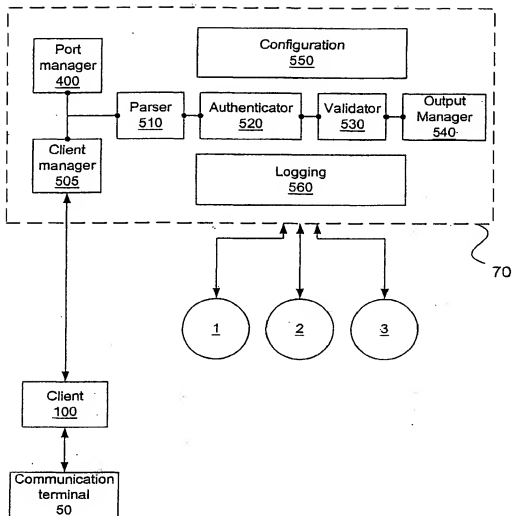 Port
manager
400
Configuration
550
Parser
510
Authenticator
520
Validator
530
Output
Manager
540
Client
manager
505
Logging
560
70
1
2
3
Client
100
Communication
terminal
50